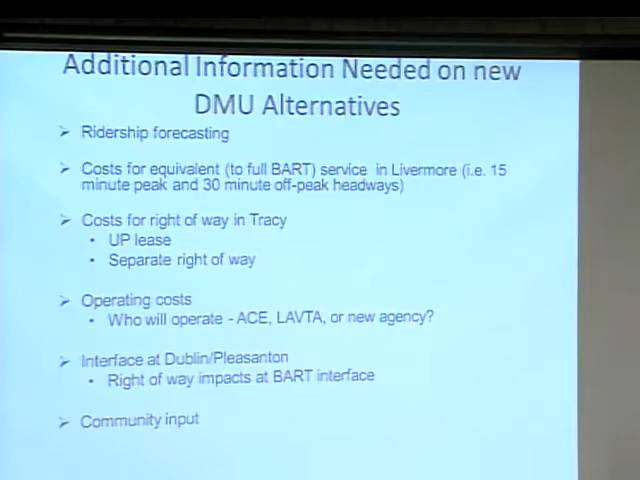 Additional Information Needed on new
DMU Alternatives
➢ Ridership forecasting
➢ Costs for equivalent (to full BART) service in Livermore (i.e. 15
minute peak and 30 minute off-peak headways)
➢ Costs for right of way in Tracy
• UP lease
• Separate right of way
➢ Operating costs
• Who will operate - ACE, LAVTA, or new agency?
➢ Interface at Dublin/Pleasanton
• Right of way impacts at BART interface
➢ Community input